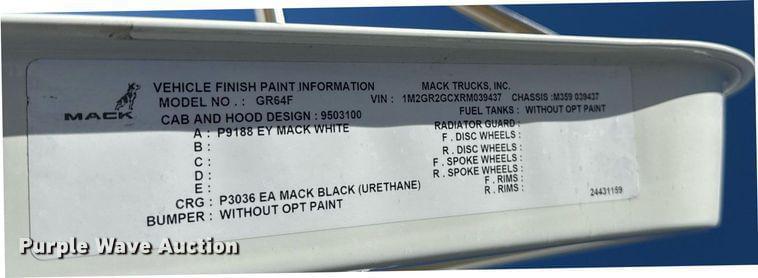 VEHICLE FINISH PAINT INFORMATION MACK TRUCKS, INC.
MACK MODEL NO. : GR64F VIN : 1M2GR2GCXRM039437 CHASSIS :M359 039437
CAB AND HOOD DESIGN : 9503100 FUEL TANKS : WITHOUT OPT PAINT
A : P9188 EY MACK WHITE RADIATOR GUARD :
B : F . DISC WHEELS :
C : R . DISC WHEELS :
D : F . SPOKE WHEELS :
E : R . SPOKE WHEELS :
F . RIMS :
CRG : P3036 EA MACK BLACK (URETHANE) R . RIMS : 24431159
BUMPER : WITHOUT OPT PAINT
Purple Wave Auction